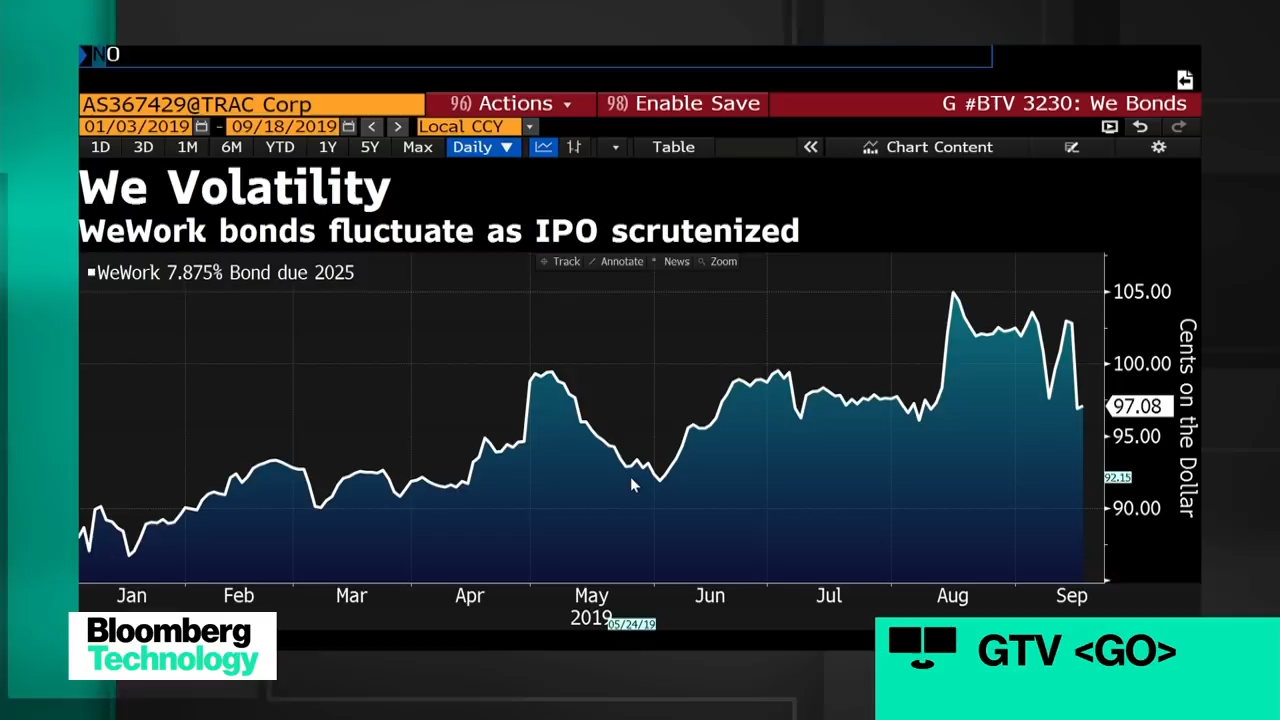 NO
AS367429@TRAC Corp 96) Actions 98) Enable Save G #BTV 3230: We Bonds
01/03/2019 - 09/18/2019 < > Local CCY
1D 3D 1M 6M YTD 1Y 5Y Max Daily ▼ Table « Chart Content
We Volatility
WeWork bonds fluctuate as IPO scrutenized
Track Annotate News Zoom
WeWork 7.875% Bond due 2025
105.00
100.00
97.08
95.00
92.15
90.00
Cents on the Dollar
Jan Feb Mar Apr May Jun Jul Aug Sep
2019 05/24/19
Bloomberg
Technology
GTV <GO>